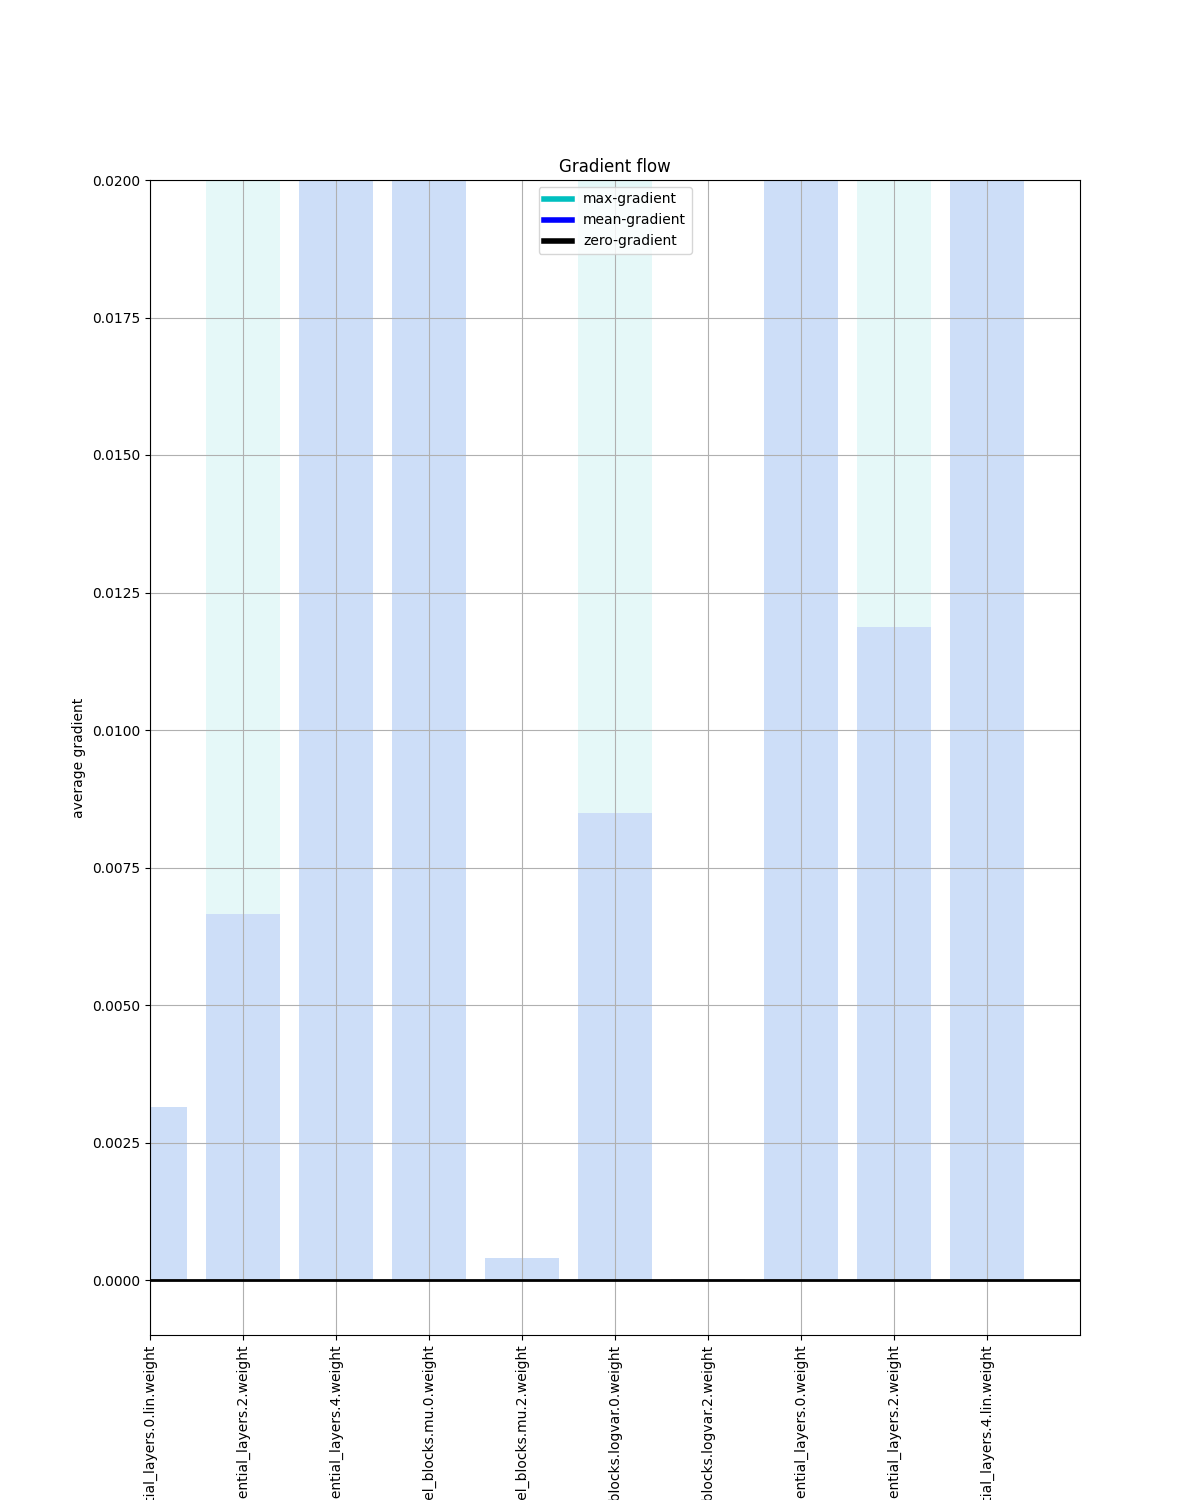 Gradient flow
max-gradient
mean-gradient
zero-gradient
0.0200
0.0175
0.0150
0.0125
0.0100
0.0075
0.0050
0.0025
0.0000
average gradient
tial_layers.0.lin.weight
ential_layers.2.weight
ential_layers.4.weight
el_blocks.mu.0.weight
el_blocks.mu.2.weight
blocks.logvar.0.weight
blocks.logvar.2.weight
ential_layers.0.weight
ential_layers.2.weight
tial_layers.4.lin.weight